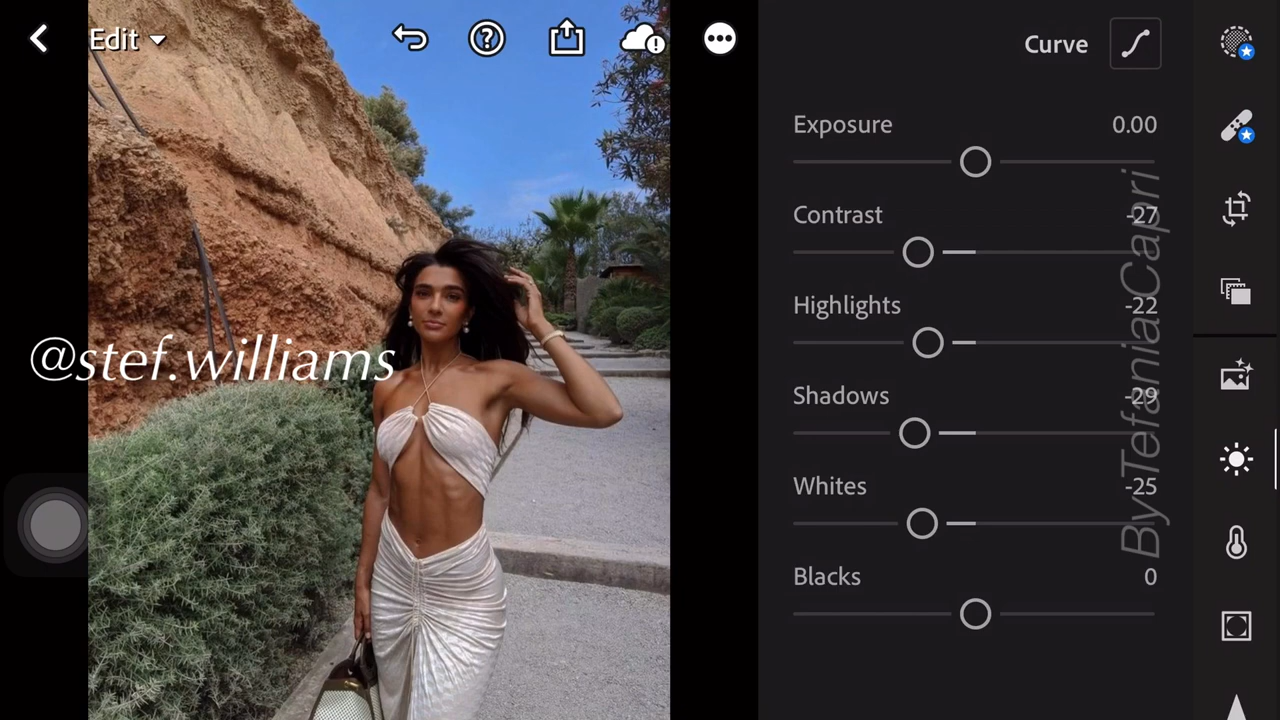 Edit
Curve
Exposure 0.00
Contrast -27
Highlights -22
Shadows -29
Whites -25
Blacks 0
@stef.williams
ByTefaniaCapri